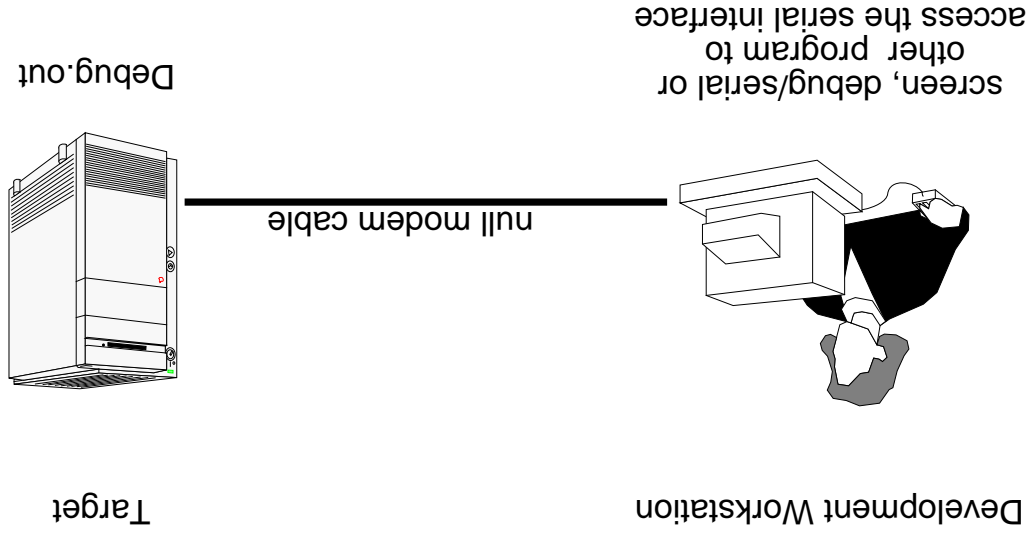 Development Workstation
Target
null modem cable
screen, debug/serial or
other program to
access the serial interface
Debug.out